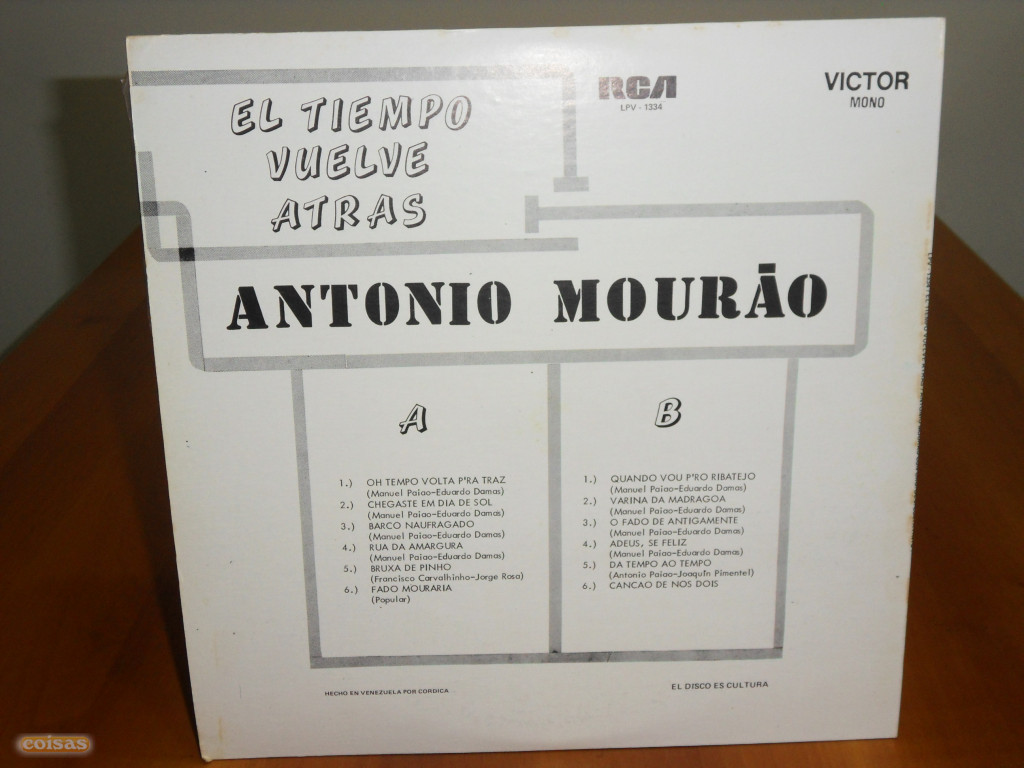 EL TIEMPO
VUELVE
ATRAS
RCA
LPV - 1334
VICTOR
MONO
ANTONIO MOURÃO
A
1.) OH TEMPO VOLTA P'RA TRAZ
(Manuel Paiao-Eduardo Damas)
2.) CHEGASTE EM DIA DE SOL
(Manuel Paiao-Eduardo Damas)
3.) BARCO NAUFRAGADO
(Manuel Paiao-Eduardo Damas)
4.) RUA DA AMARGURA
(Manuel Paiao-Eduardo Damas)
5.) BRUXA DE PINHO
(Francisco Carvalhinho-Jorge Rosa)
6.) FADO MOURARIA
(Popular)
B
1.) QUANDO VOU P'RO RIBATEJO
(Manuel Paiao-Eduardo Damas)
2.) VARINA DA MADRAGOA
(Manuel Paiao-Eduardo Damas)
3.) O FADO DE ANTIGAMENTE
(Manuel Paiao-Eduardo Damas)
4.) ADEUS, SE FELIZ
(Manuel Paiao-Eduardo Damas)
5.) DA TEMPO AO TEMPO
(Antonio Paiao-Joaquín Pimentel)
6.) CANCAO DE NOS DOIS
HECHO EN VENEZUELA POR CORDICA
EL DISCO ES CULTURA
coisas